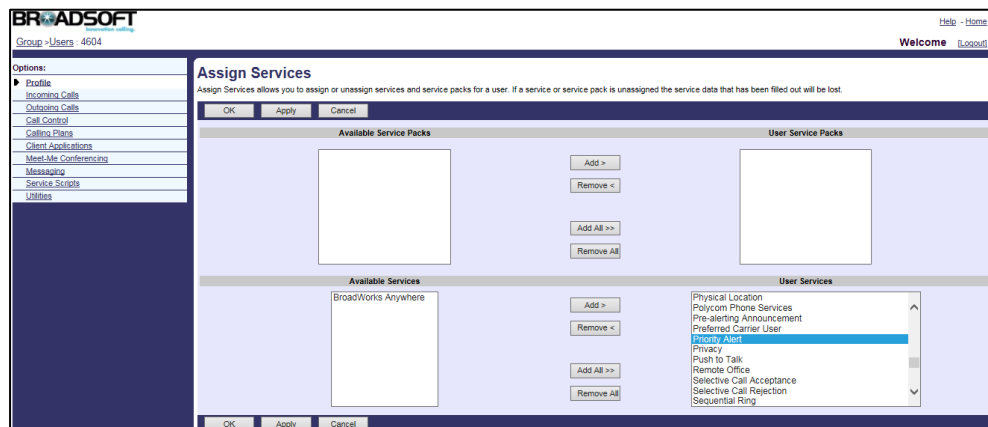 BROADSOFT
Innovation calling.
Help - Home
Group >Users : 4604
Welcome [Logout]
Options:
Profile
Incoming Calls
Outgoing Calls
Call Control
Calling Plans
Client Applications
Meet-Me Conferencing
Messaging
Service Scripts
Utilities
Assign Services
Assign Services allows you to assign or unassign services and service packs for a user. If a service or service pack is unassigned the service data that has been filled out will be lost.
OK Apply Cancel
Available Service Packs
User Service Packs
Add >
Remove <
Add All >>
Remove All
Available Services
User Services
BroadWorks Anywhere
Add >
Remove <
Add All >>
Remove All
Physical Location
Polycom Phone Services
Pre-alerting Announcement
Preferred Carrier User
Priority Alert
Privacy
Push to Talk
Remote Office
Selective Call Acceptance
Selective Call Rejection
Sequential Ring
OK Apply Cancel